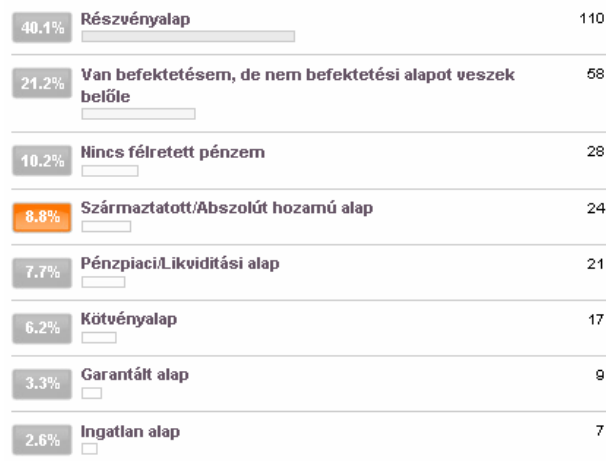 40.1% Részvényalap 110
21.2% Van befektetésem, de nem befektetési alapot veszek 58
belőle
10.2% Nincs félretett pénzem 28
8.8% Származtatott/Abszolút hozamú alap 24
7.7% Pénzpiaci/Likviditási alap 21
6.2% Kötvényalap 17
3.3% Garantált alap 9
2.6% Ingatlan alap 7